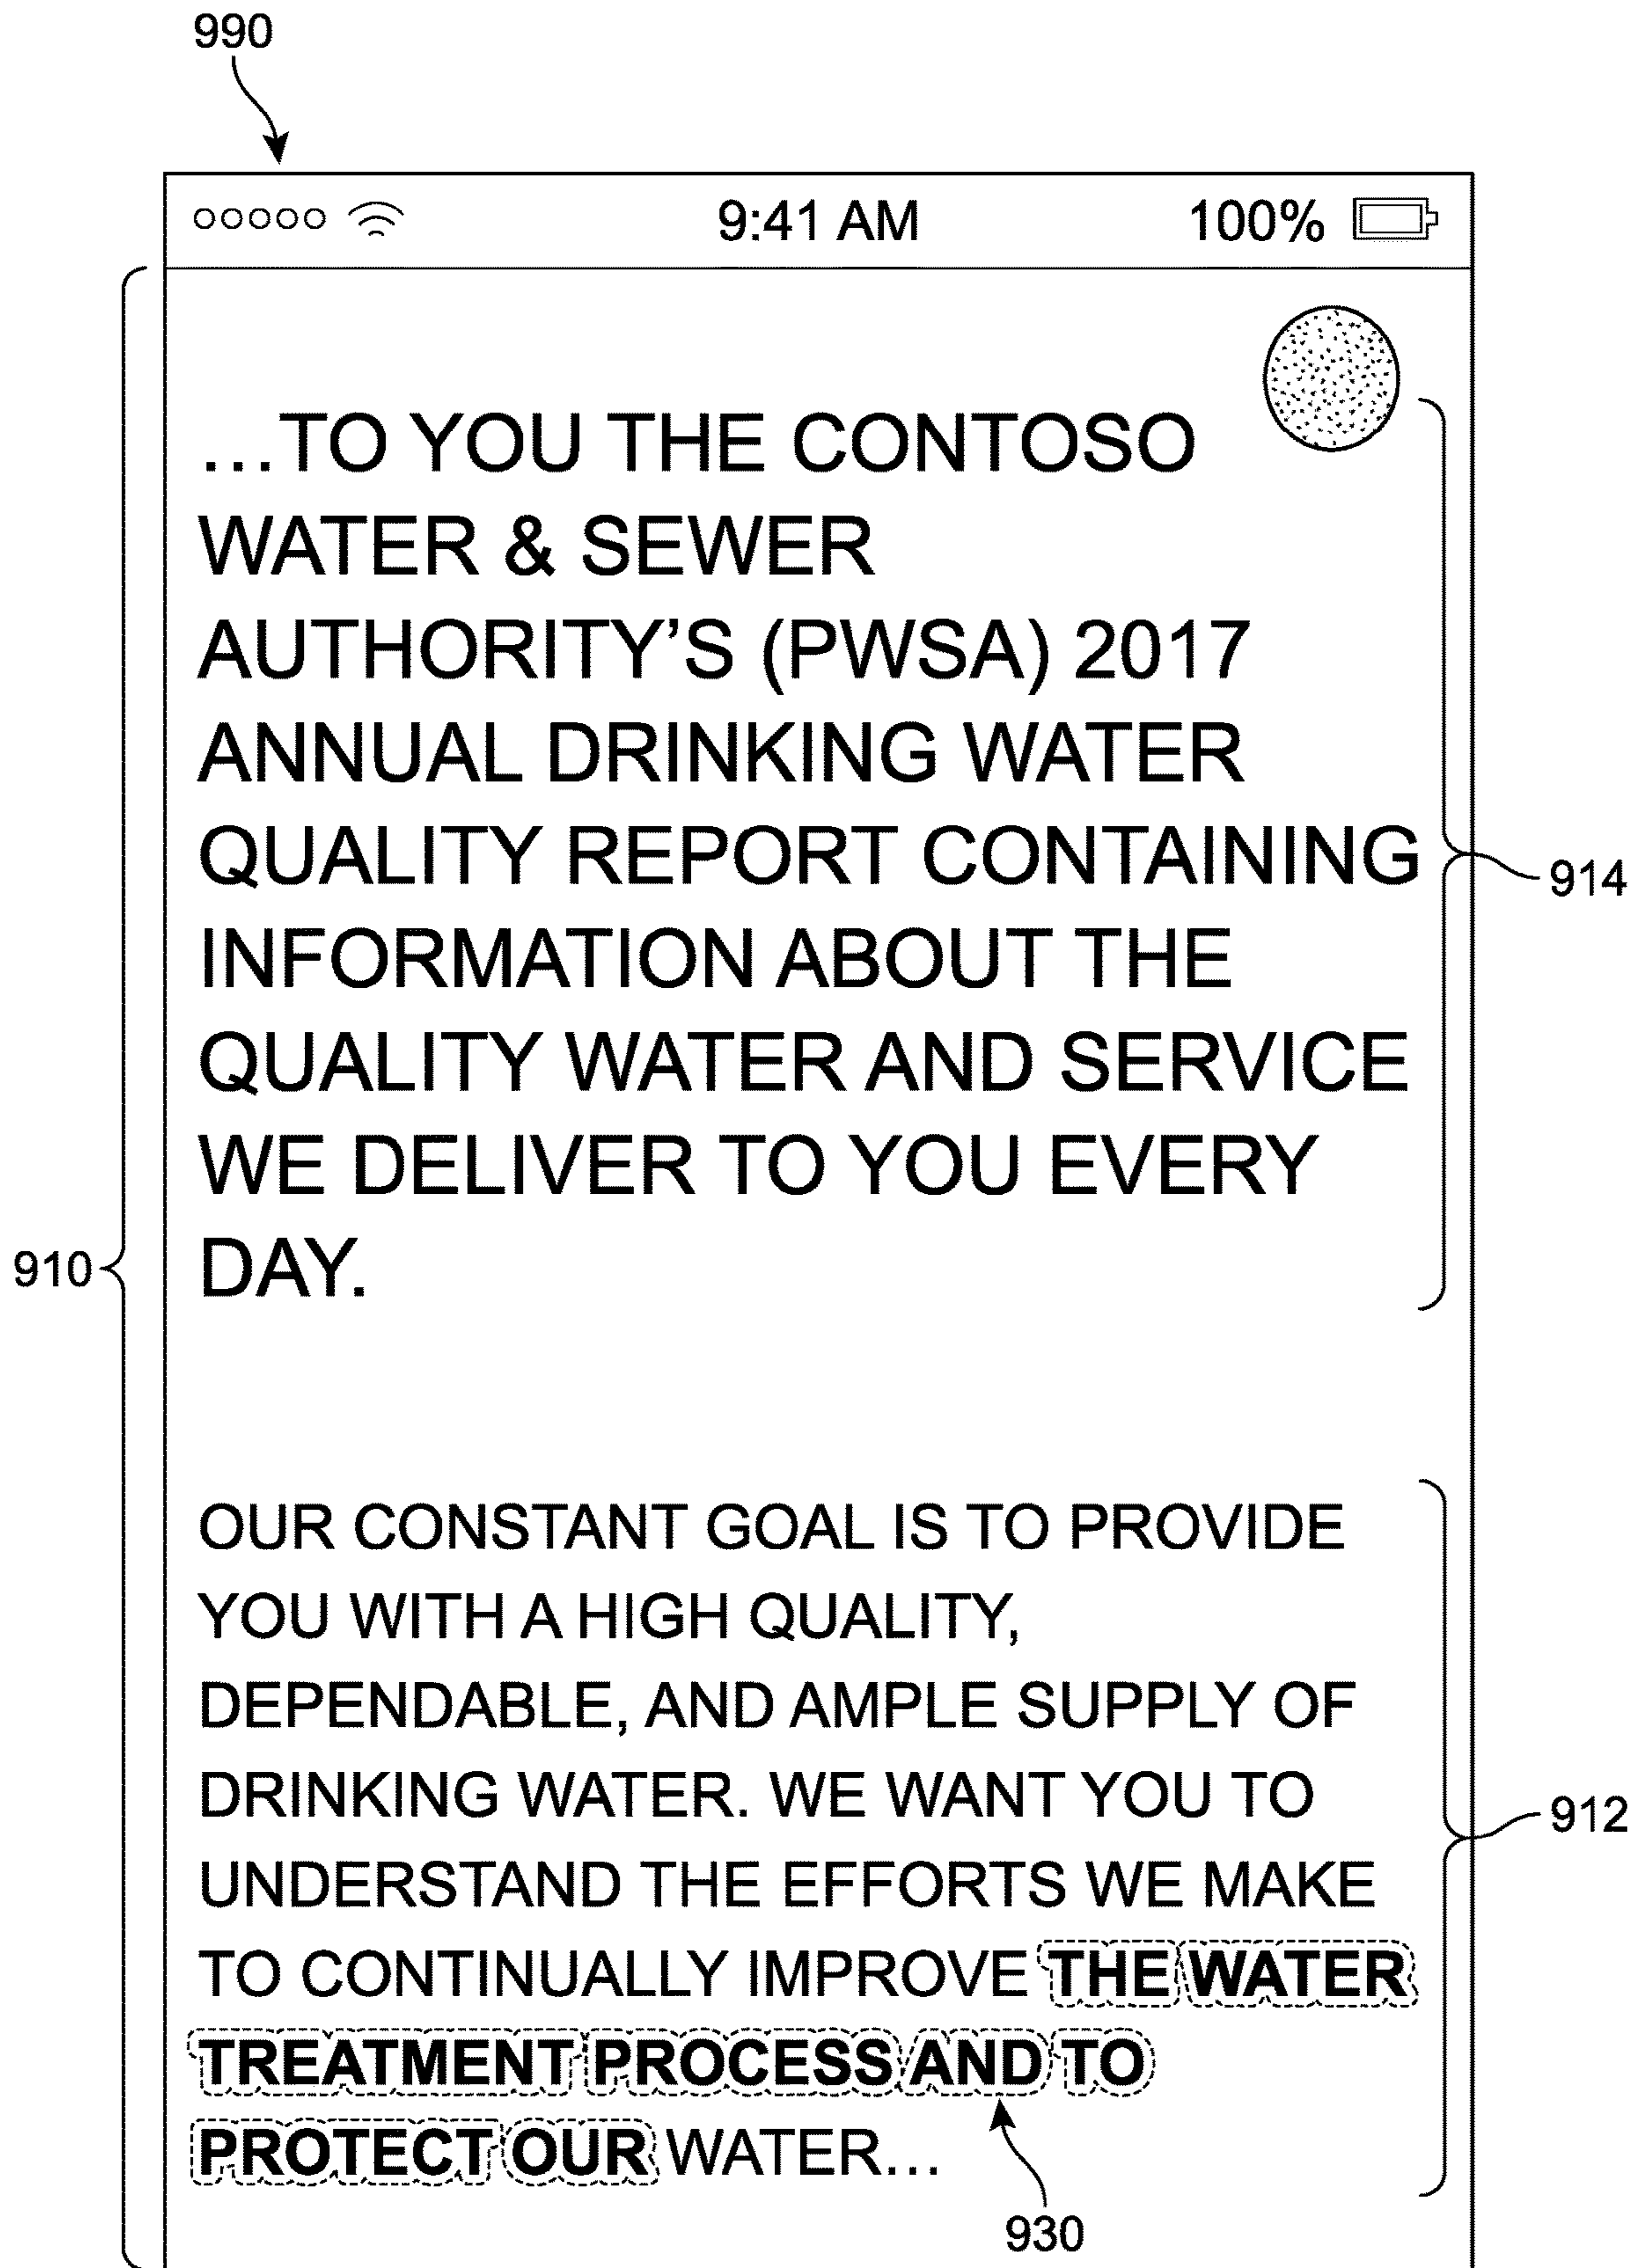 990
9:41 AM 100%
...TO YOU THE CONTOSO
WATER & SEWER
AUTHORITY'S (PWSA) 2017
ANNUAL DRINKING WATER
QUALITY REPORT CONTAINING
914
INFORMATION ABOUT THE
QUALITY WATER AND SERVICE
WE DELIVER TO YOU EVERY
910
DAY.
OUR CONSTANT GOAL IS TO PROVIDE
YOU WITH A HIGH QUALITY,
DEPENDABLE, AND AMPLE SUPPLY OF
DRINKING WATER. WE WANT YOU TO
912
UNDERSTAND THE EFFORTS WE MAKE
TO CONTINUALLY IMPROVE THE WATER
TREATMENT PROCESS AND TO
PROTECT OUR WATER...
930